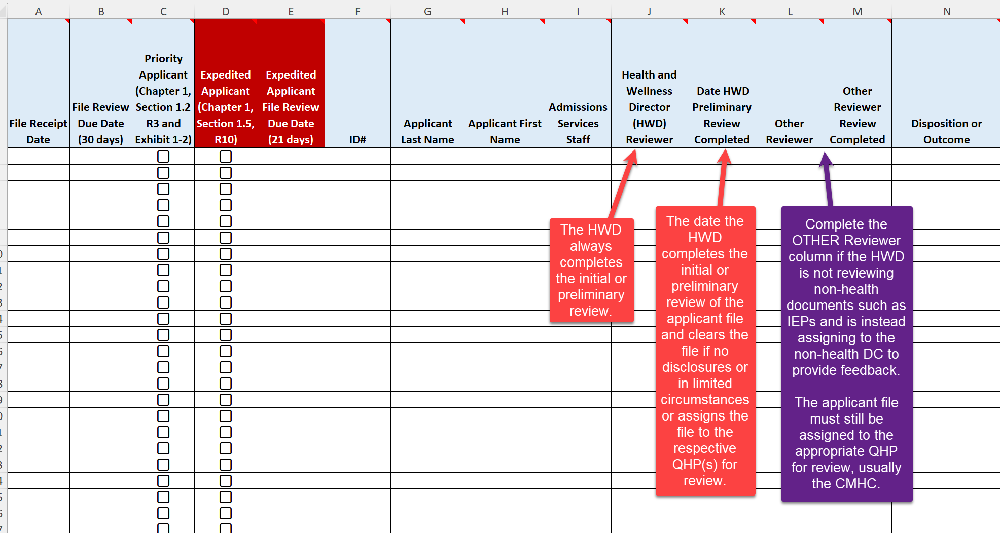 A B C D E F G H I J K L M N
File Receipt
Date
File Review
Due Date
(30 days)
Priority
Applicant
(Chapter 1,
Section 1.2
R3 and
Exhibit 1-2)
Expedited
Applicant
(Chapter 1,
Section 1.5,
R10)
Expedited
Applicant
File Review
Due Date
(21 days)
ID#
Applicant
Last Name
Applicant First
Name
Admissions
Services
Staff
Health and
Wellness
Director
(HWD)
Reviewer
Date HWD
Preliminary
Review
Completed
Other
Reviewer
Other
Reviewer
Review
Completed
Disposition or
Outcome
The HWD
always
completes
the initial or
preliminary
review.
The date the
HWD
completes the
initial or
preliminary
review of the
applicant file
and clears the
file if no
disclosures or
in limited
circumstances
or assigns the
file to the
respective
QHP(s) for
review.
Complete the
OTHER Reviewer
column if the HWD
is not reviewing
non-health
documents such as
IEPs and is instead
assigning to the
non-health DC to
provide feedback.
The applicant file
must still be
assigned to the
appropriate QHP
for review, usually
the CMHC.